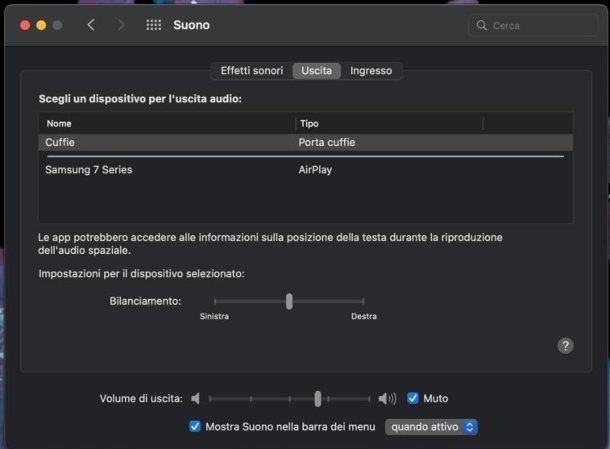 Suono
Cerca
Effetti sonori Uscita Ingresso
Scegli un dispositivo per l'uscita audio:
Nome Tipo
Cuffie Porta cuffie
Samsung 7 Series AirPlay
Le app potrebbero accedere alle informazioni sulla posizione della testa durante la riproduzione
dell'audio spaziale.
Impostazioni per il dispositivo selezionato:
Bilanciamento:
Sinistra Destra
?
Volume di uscita: Muto
Mostra Suono nella barra dei menu quando attivo